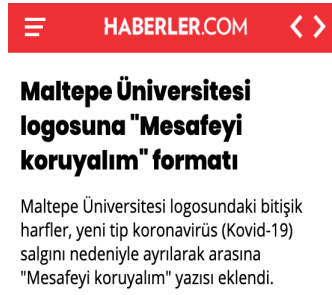 HABERLER.COM
Maltepe Üniversitesi
logosuna "Mesafeyi
koruyalım" formatı
Maltepe Üniversitesi logosundaki bitişik
harfler, yeni tip koronavirüs (Kovid-19)
salgını nedeniyle ayrılarak arasına
"Mesafeyi koruyalım" yazısı eklendi.